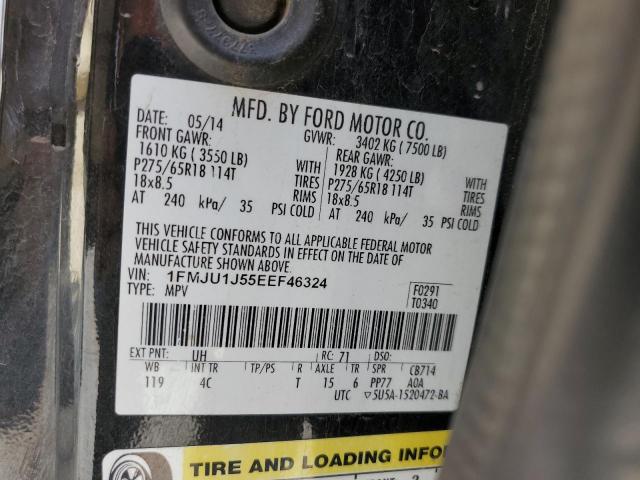 MFD. BY FORD MOTOR CO.
DATE: 05/14 GVWR: 3402 KG ( 7500 LB)
FRONT GAWR: REAR GAWR:
1610 KG ( 3550 LB) WITH 1928 KG ( 4250 LB) WITH
P275/65R18 114T TIRES P275/65R18 114T TIRES
18x8.5 RIMS 18x8.5 RIMS
AT 240 kPa/ 35 PSI COLD AT 240 kPa/ 35 PSI COLD
THIS VEHICLE CONFORMS TO ALL APPLICABLE FEDERAL MOTOR
VEHICLE SAFETY STANDARDS IN EFFECT ON THE DATE OF
MANUFACTURE SHOWN ABOVE.
VIN: 1FMJU1J55EEF46324 F0291
TYPE: MPV T0340
EXT PNT: UH RC: 71 DSO:
WB INT TR TP/PS R AXLE TR SPR CB714
119 4C T 15 6 PP77 A0A
UTC ▽5U5A-1520472-BA
TIRE AND LOADING INFO